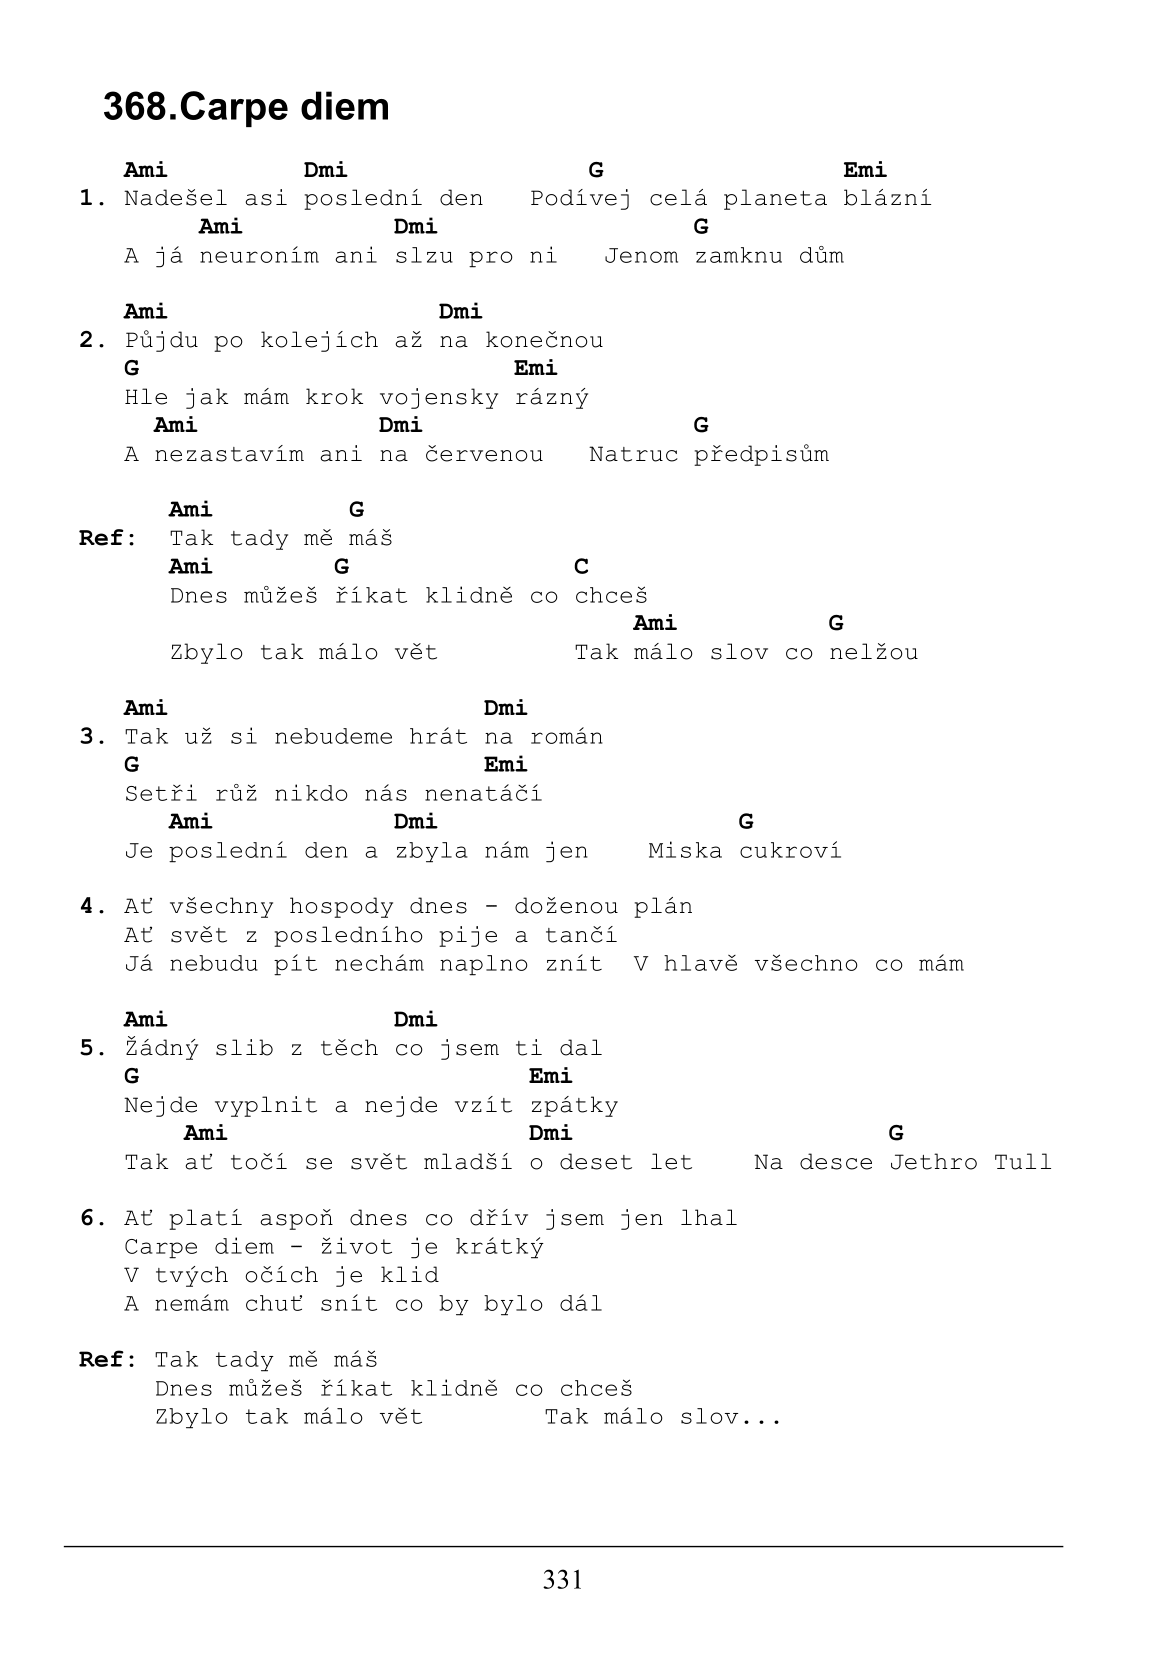 368.Carpe diem
Ami Dmi G Emi
1. Nadešel asi poslední den Podívej celá planeta blázní
Ami Dmi G
A já neuroním ani slzu pro ni Jenom zamknu dům
Ami Dmi
2. Půjdu po kolejích až na konečnou
G Emi
Hle jak mám krok vojensky rázný
Ami Dmi G
A nezastavím ani na červenou Natruc předpisům
Ami G
Ref: Tak tady mě máš
Ami G C
Dnes můžeš říkat klidně co chceš
Ami G
Zbylo tak málo vět Tak málo slov co nelžou
Ami Dmi
3. Tak už si nebudeme hrát na román
G Emi
Setři růž nikdo nás nenatáčí
Ami Dmi G
Je poslední den a zbyla nám jen Miska cukroví
4. Ať všechny hospody dnes - doženou plán
Ať svět z posledního pije a tančí
Já nebudu pít nechám naplno znít V hlavě všechno co mám
Ami Dmi
5. Žádný slib z těch co jsem ti dal
G Emi
Nejde vyplnit a nejde vzít zpátky
Ami Dmi G
Tak ať točí se svět mladší o deset let Na desce Jethro Tull
6. Ať platí aspoň dnes co dřív jsem jen lhal
Carpe diem - život je krátký
V tvých očích je klid
A nemám chuť snít co by bylo dál
Ref: Tak tady mě máš
Dnes můžeš říkat klidně co chceš
Zbylo tak málo vět Tak málo slov...
331